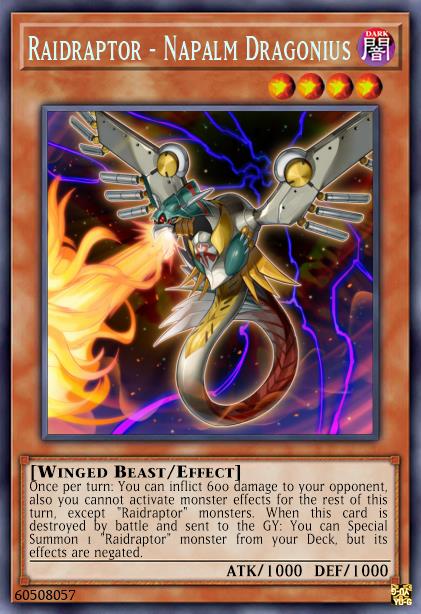 Raidraptor - Napalm Dragonius
DARK
闇
[Winged Beast/Effect]
Once per turn: You can inflict 600 damage to your opponent,
also you cannot activate monster effects for the rest of this
turn, except "Raidraptor" monsters. When this card is
destroyed by battle and sent to the GY: You can Special
Summon 1 "Raidraptor" monster from your Deck, but its
effects are negated.
ATK/1000 DEF/1000
60508057